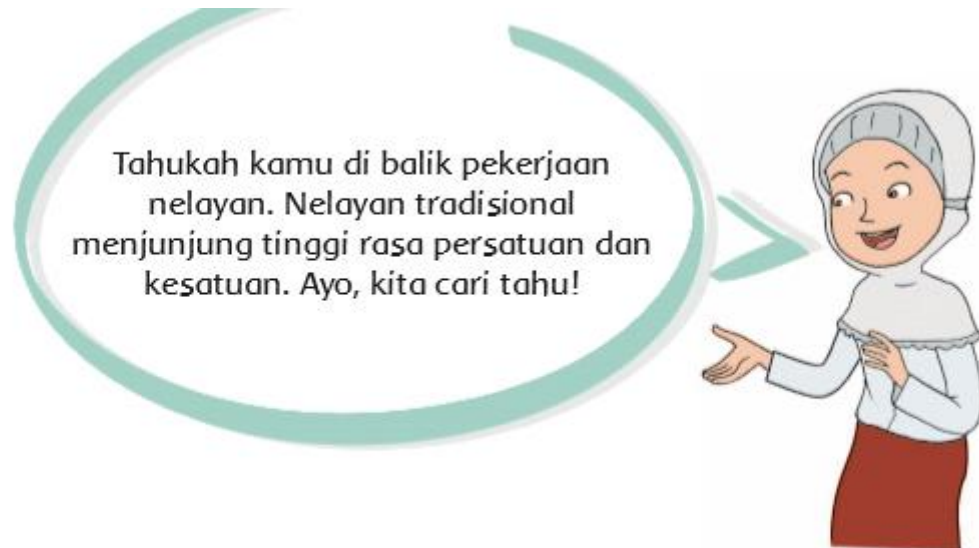 Tahukah kamu di balik pekerjaan
nelayan. Nelayan tradisional
menjunjung tinggi rasa persatuan dan
kesatuan. Ayo, kita cari tahu!